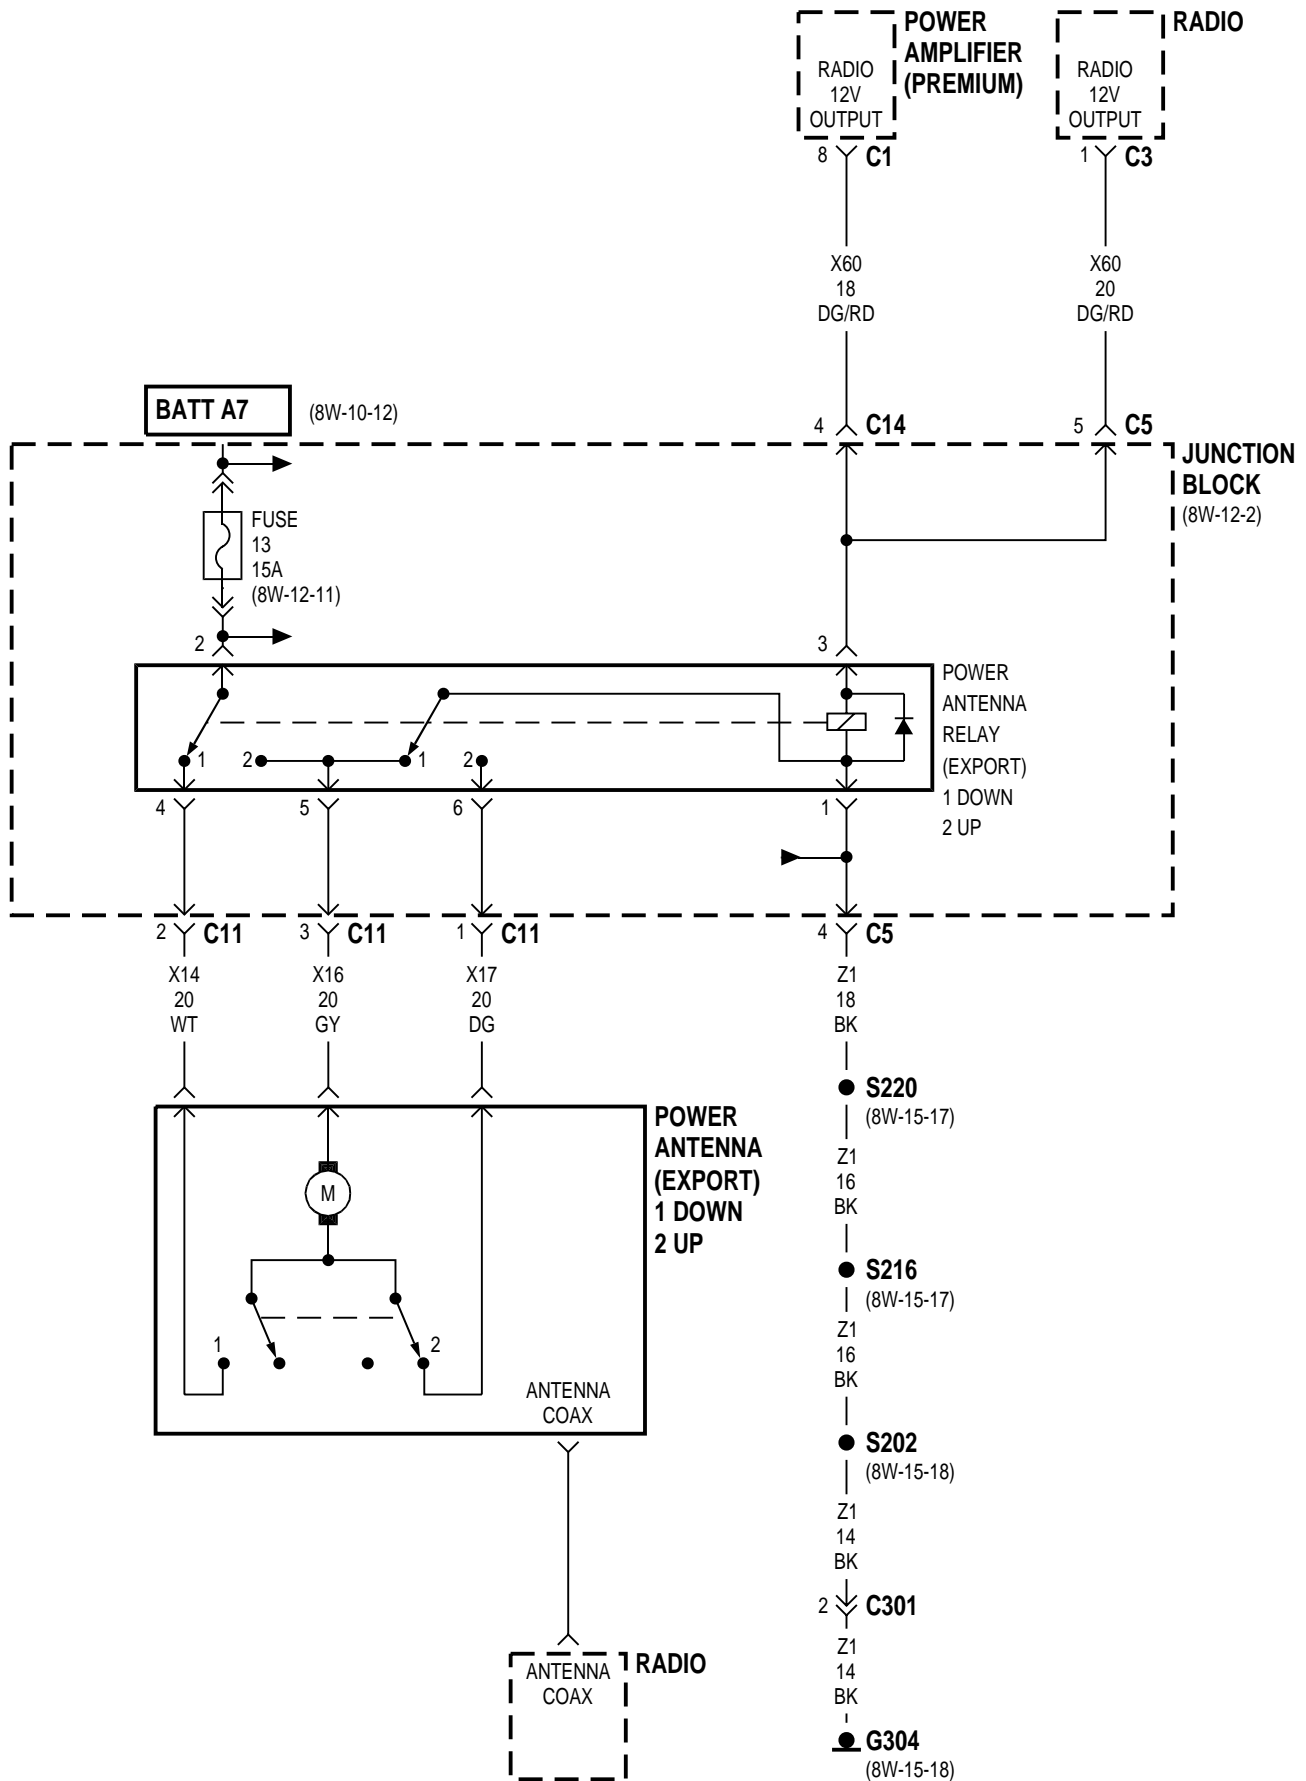 POWER
AMPLIFIER
(PREMIUM)
RADIO
12V
OUTPUT
RADIO
RADIO
12V
OUTPUT
8
C1
1
C3
X60
18
DG/RD
X60
20
DG/RD
BATT A7
(8W-10-12)
4
C14
5
C5
JUNCTION
BLOCK
(8W-12-2)
FUSE
13
15A
(8W-12-11)
2
3
POWER
ANTENNA
RELAY
(EXPORT)
1 DOWN
2 UP
1
2
1
2
4
5
6
1
2
C11
3
C11
1
C11
4
C5
X14
20
WT
X16
20
GY
X17
20
DG
Z1
18
BK
S220
(8W-15-17)
POWER
ANTENNA
(EXPORT)
1 DOWN
2 UP
M
1
2
ANTENNA
COAX
Z1
16
BK
S216
(8W-15-17)
Z1
16
BK
S202
(8W-15-18)
Z1
14
BK
2
C301
Z1
14
BK
G304
(8W-15-18)
RADIO
ANTENNA
COAX